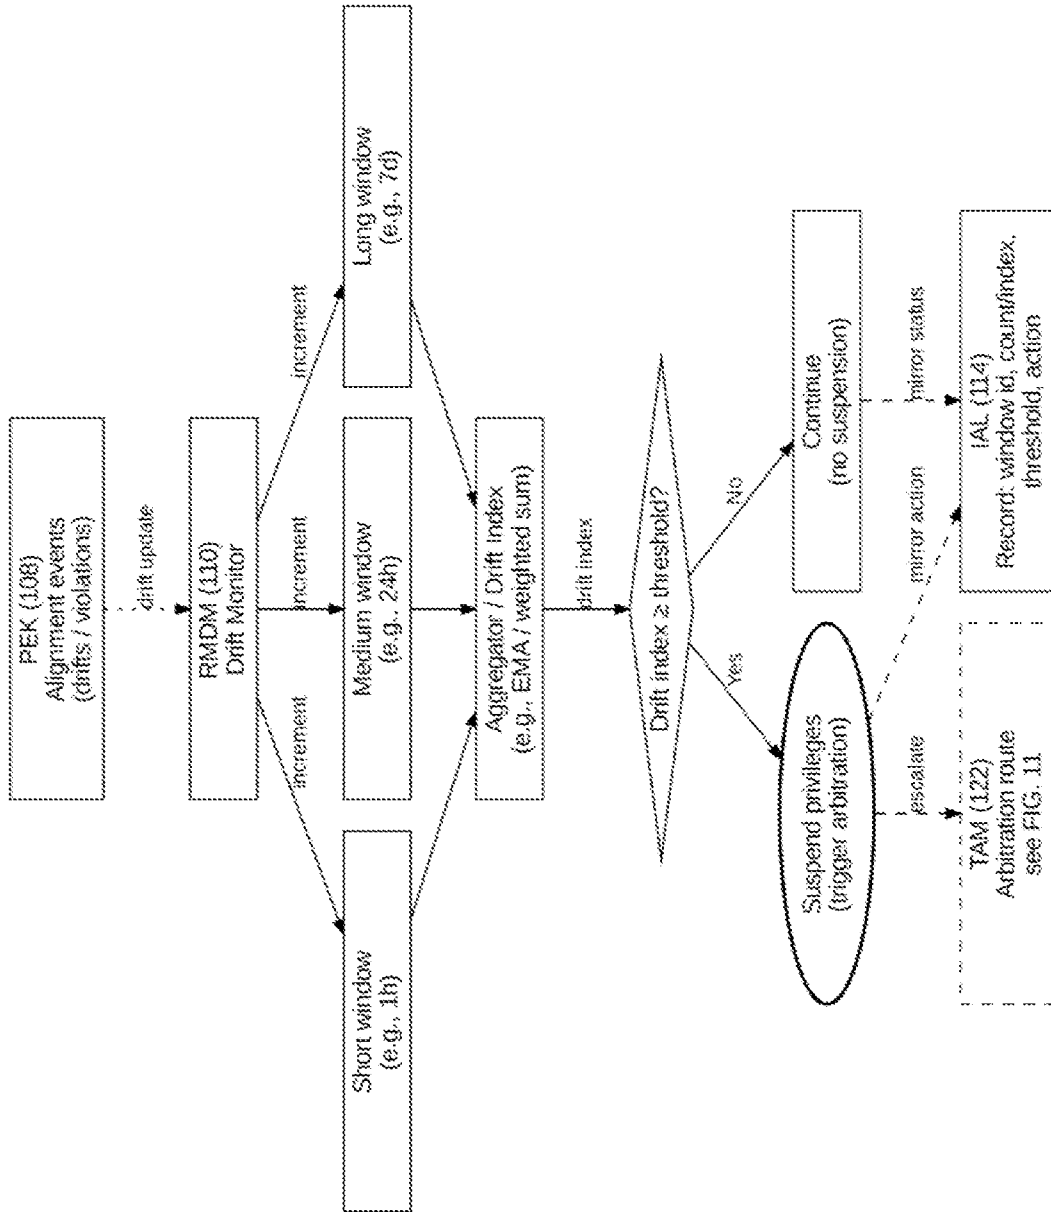 PEK (108)
Alignment events
(drifts / violations)
drift update
RMDM (110)
Drift Monitor
increment
increment
increment
Short window
(e.g., 1h)
Medium window
(e.g., 24h)
Long window
(e.g., 7d)
Aggregator / Drift Index
(e.g., EMA / weighted sum)
drift index
Drift index ≥ threshold?
Yes
No
Suspend privileges
(trigger arbitration)
Continue
(no suspension)
escalate
mirror action
mirror status
TAM (122)
Arbitration route
see FIG. 11
IAL (114)
Record: window id, count/index,
threshold, action